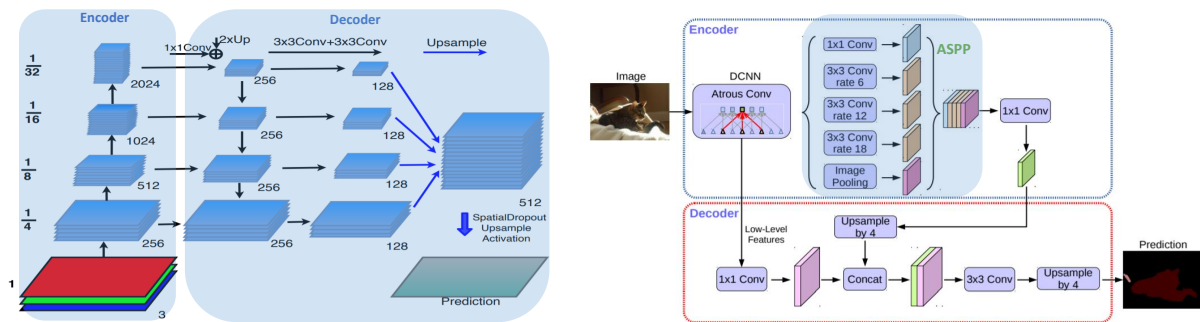 Encoder
Decoder
1x1Conv
2xUp
3x3Conv+3x3Conv
Upsample
1/32
2024
256
128
1/16
1024
256
128
1/8
512
256
128
512
1/4
256
256
128
SpatialDropout
Upsample
Activation
1
3
Prediction
Encoder
Image
DCNN
Atrous Conv
1x1 Conv
3x3 Conv
rate 6
3x3 Conv
rate 12
3x3 Conv
rate 18
Image
Pooling
ASPP
1x1 Conv
Decoder
Low-Level
Features
Upsample
by 4
1x1 Conv
Concat
3x3 Conv
Upsample
by 4
Prediction